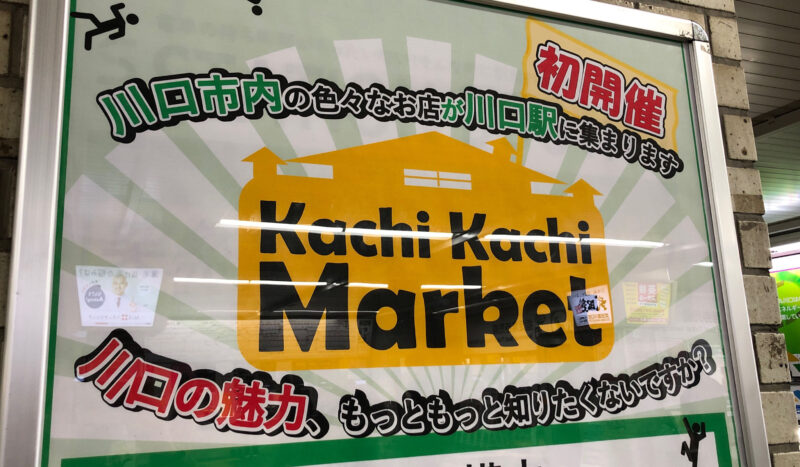 初開催
川口市内の色々なお店が川口駅に集まります
Kachi Kachi
Market
川口の魅力、もっともっと知りたくないですか?